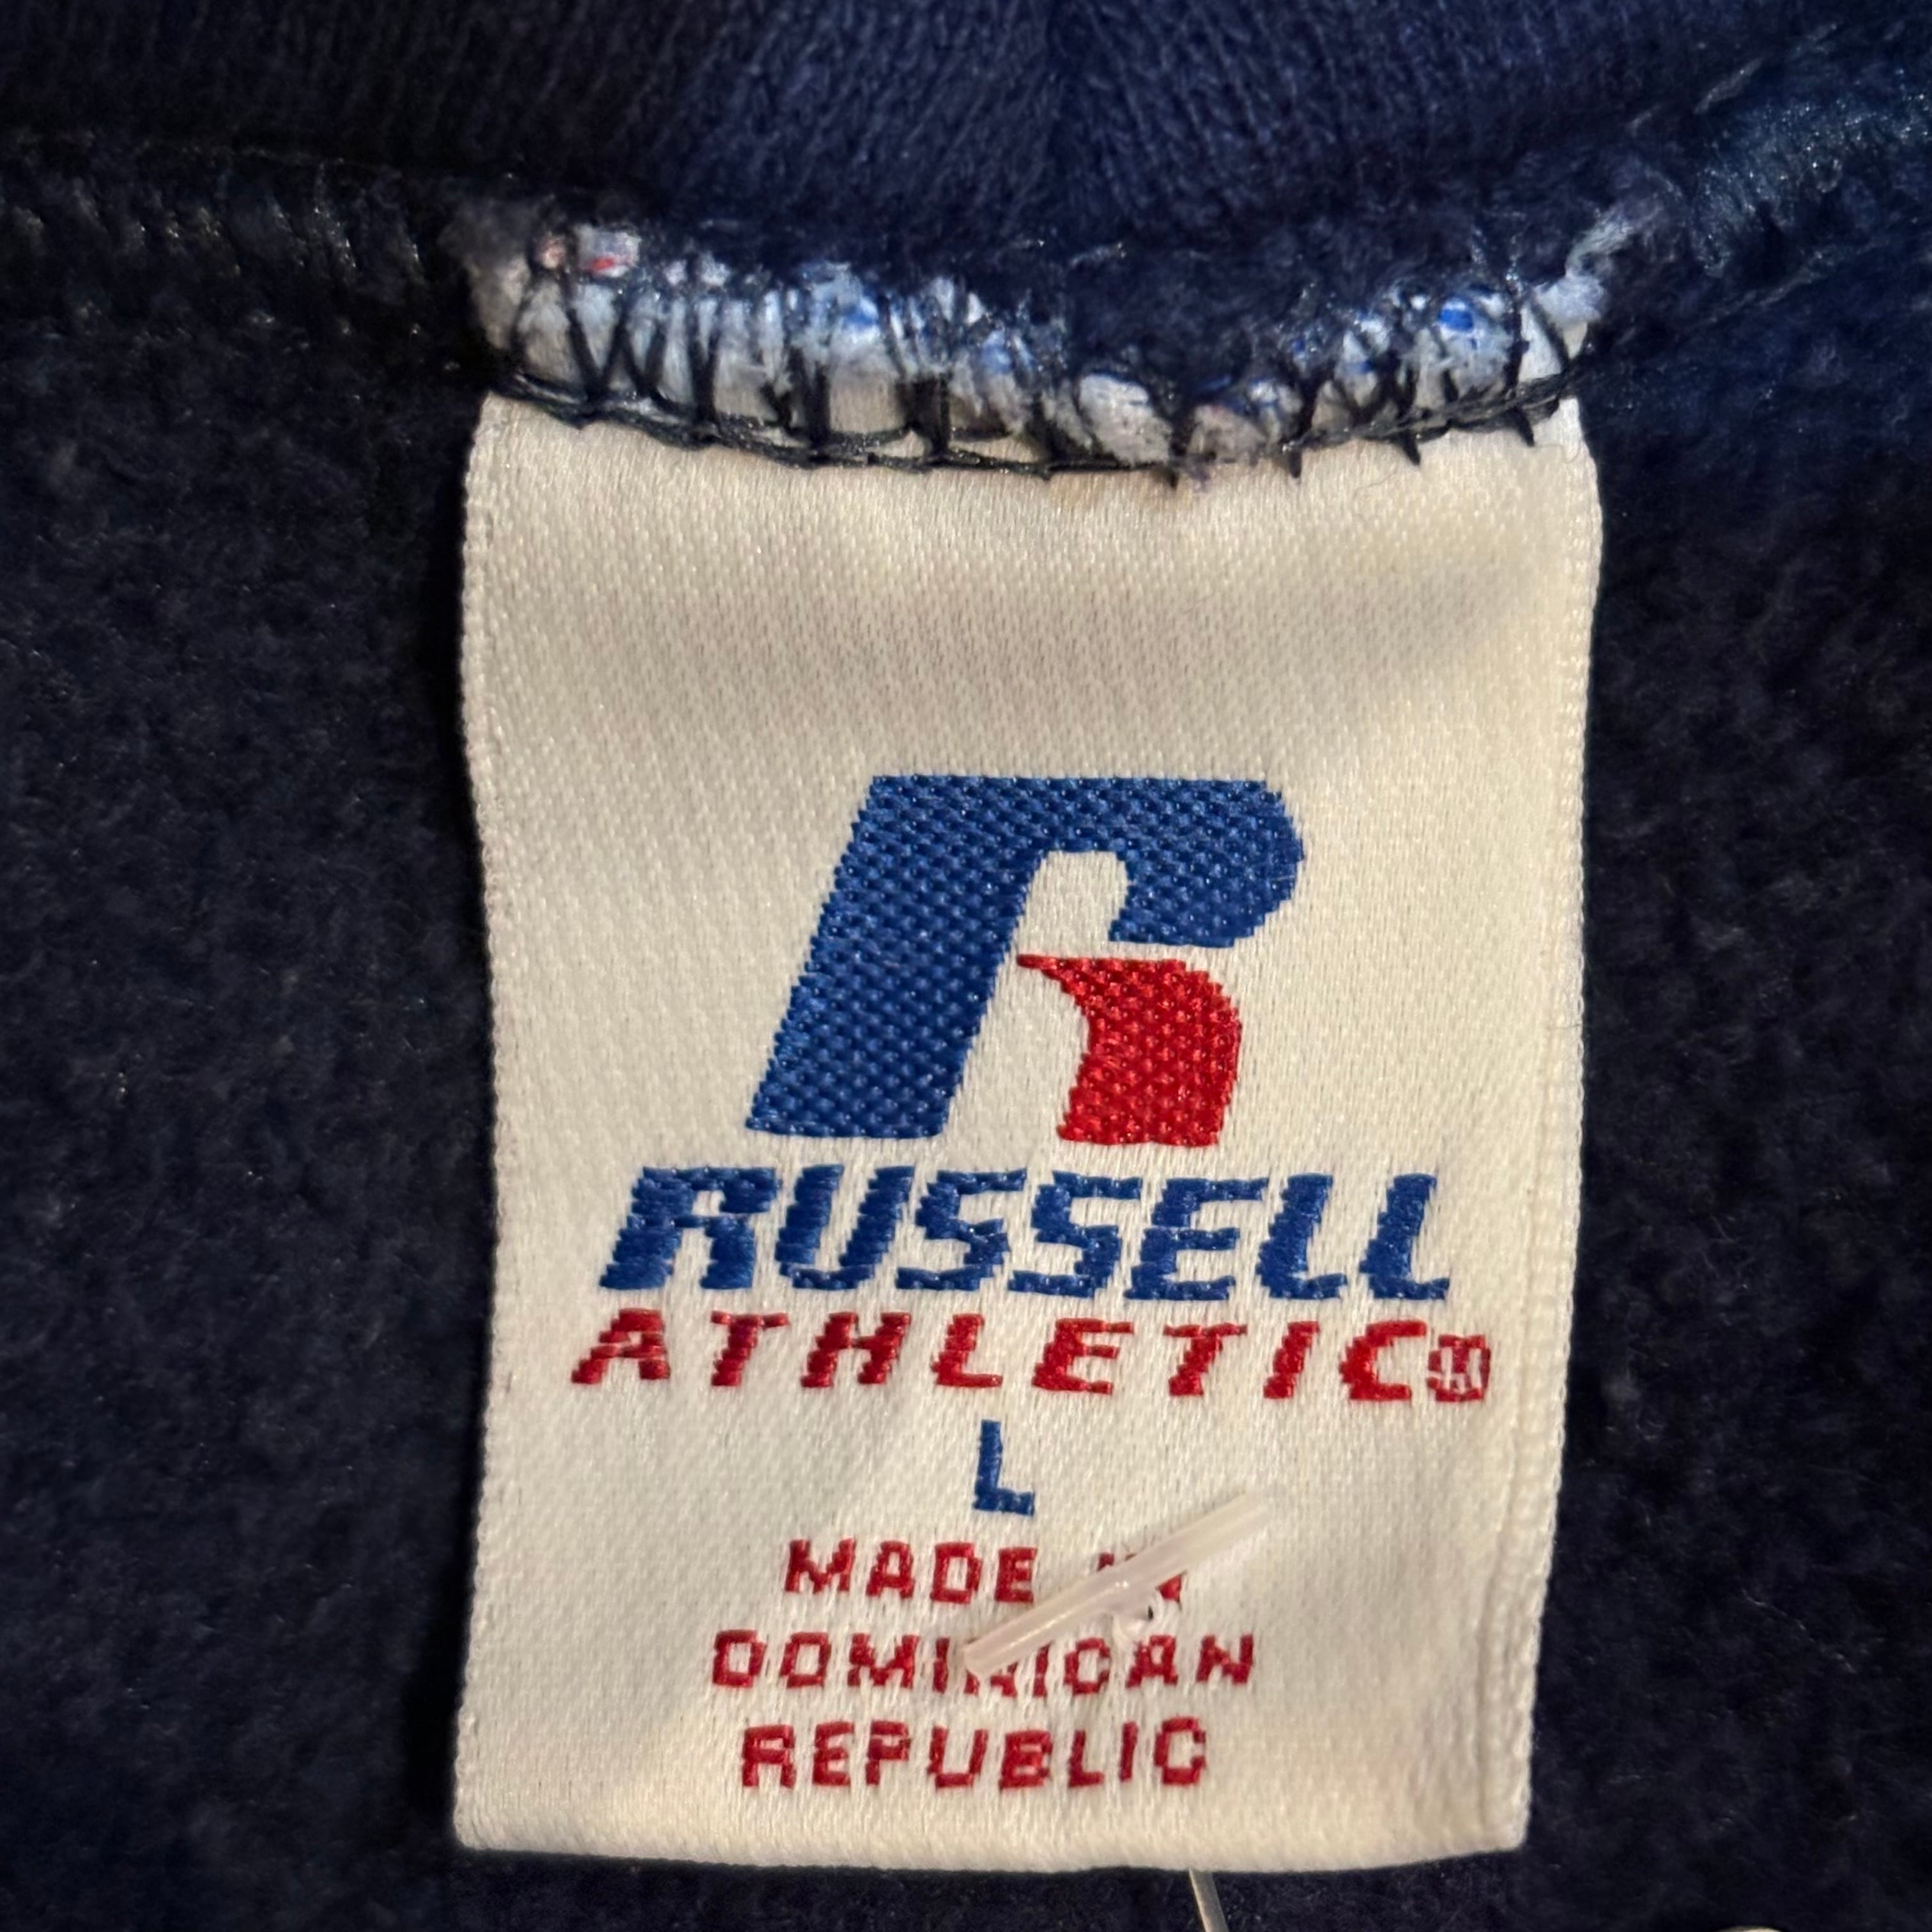 R
RUSSELL
ATHLETIC®
L
MADE IN
DOMINICAN
REPUBLIC